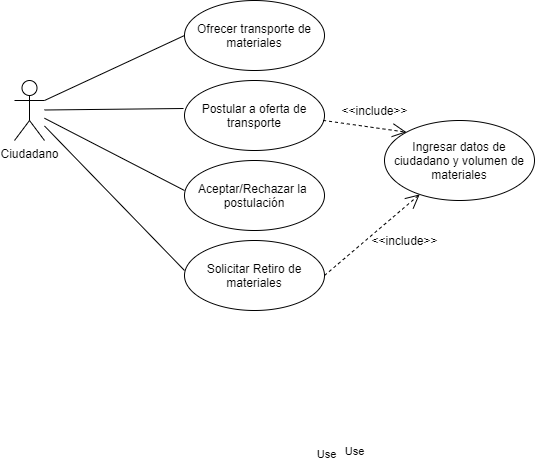 Ofrecer transporte de
materiales
Postular a oferta de
transporte
<<include>>
Ciudadano
Ingresar datos de
ciudadano y volumen de
materiales
Aceptar/Rechazar la
postulación
<<include>>
Solicitar Retiro de
materiales
Use
Use